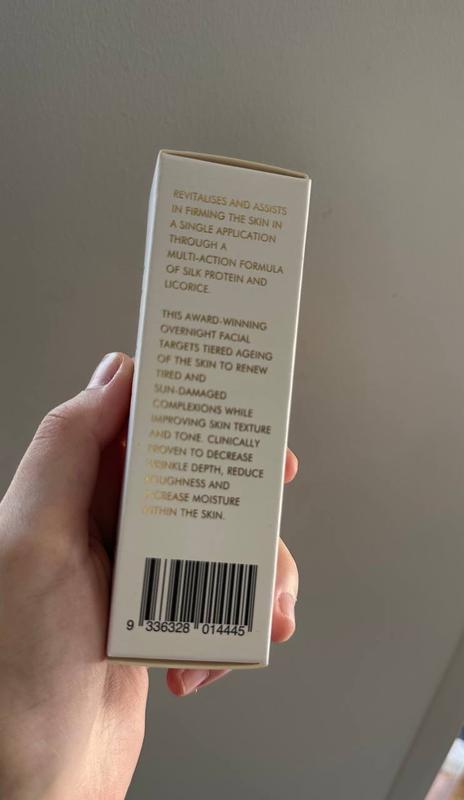 REVITALISES AND ASSISTS
IN FIRMING THE SKIN IN
A SINGLE APPLICATION
THROUGH A
MULTI-ACTION FORMULA
OF SILK PROTEIN AND
LICORICE.
THIS AWARD-WINNING
OVERNIGHT FACIAL
TARGETS TIERED AGEING
OF THE SKIN TO RENEW
TIRED AND
SUN-DAMAGED
COMPLEXIONS WHILE
IMPROVING SKIN TEXTURE
AND TONE. CLINICALLY
PROVEN TO DECREASE
WRINKLE DEPTH, REDUCE
ROUGHNESS AND
INCREASE MOISTURE
WITHIN THE SKIN.
9 336328 014445